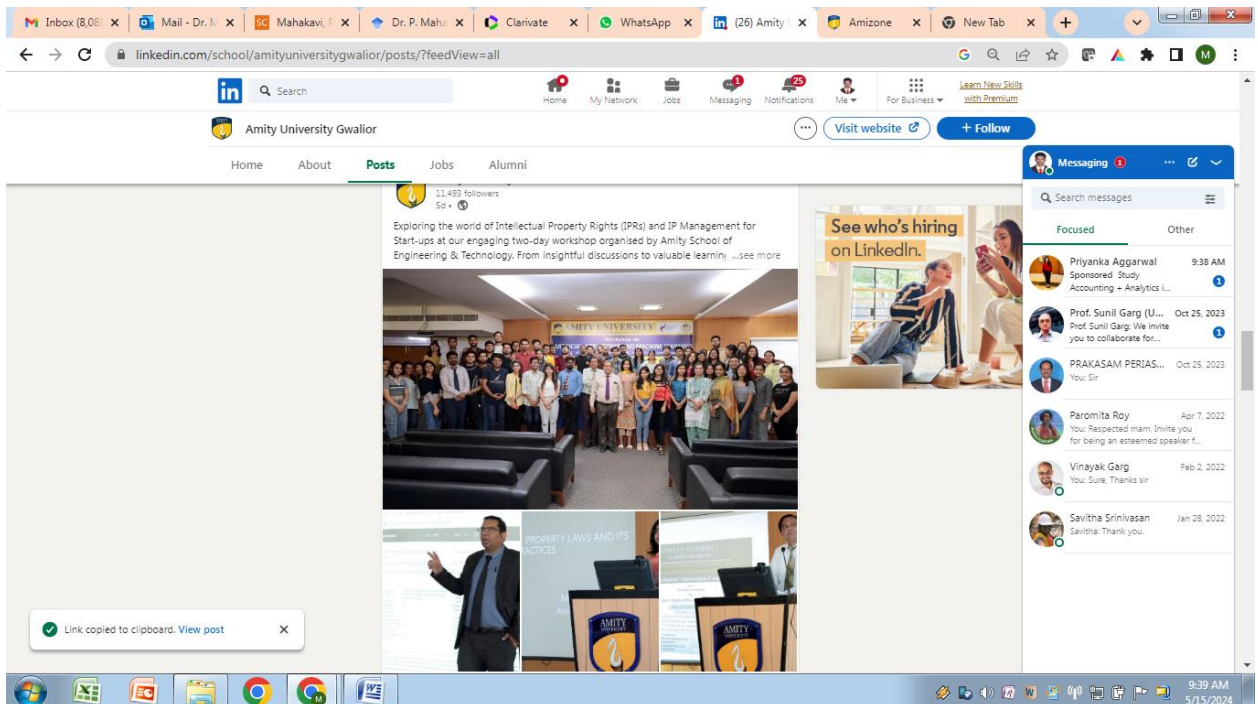 Inbox (8,08
Mail - Dr. M
Mahakavi, P
Dr. P. Maha
Clarivate
WhatsApp
(26) Amity
Amizone
New Tab
linkedin.com/school/amityuniversitygwalior/posts/?feedView=all
Search
Home
My Network
Jobs
Messaging
Notifications
25
Me
For Business
Learn New Skills
with Premium
Amity University Gwalior
Visit website
+ Follow
Home About Posts Jobs Alumni
11,493 followers
5d •
Exploring the world of Intellectual Property Rights (IPRs) and IP Management for
Start-ups at our engaging two-day workshop organised by Amity School of
Engineering & Technology. From insightful discussions to valuable learning ...see more
AMITY UNIVERSITY
PROPERTY LAWS AND ITS
AMITY
UNIVERSITY
AMITY
See who's hiring
on LinkedIn.
Messaging 1
Search messages
Focused Other
Priyanka Aggarwal 9:38 AM
Sponsored Study
Accounting + Analytics i...
1
Prof. Sunil Garg (U... Oct 25, 2023
Prof. Sunil Garg: We invite
you to collaborate for...
1
PRAKASAM PERIAS... Oct 25, 2023
You: Sir
Paromita Roy Apr 7, 2022
You: Respected mam, Invite you
for being an esteemed speaker f...
Vinayak Garg Feb 2, 2022
You: Sure, Thanks sir
Savitha Srinivasan Jan 28, 2022
Savitha: Thank you.
Link copied to clipboard. View post
9:39 AM
5/15/2024